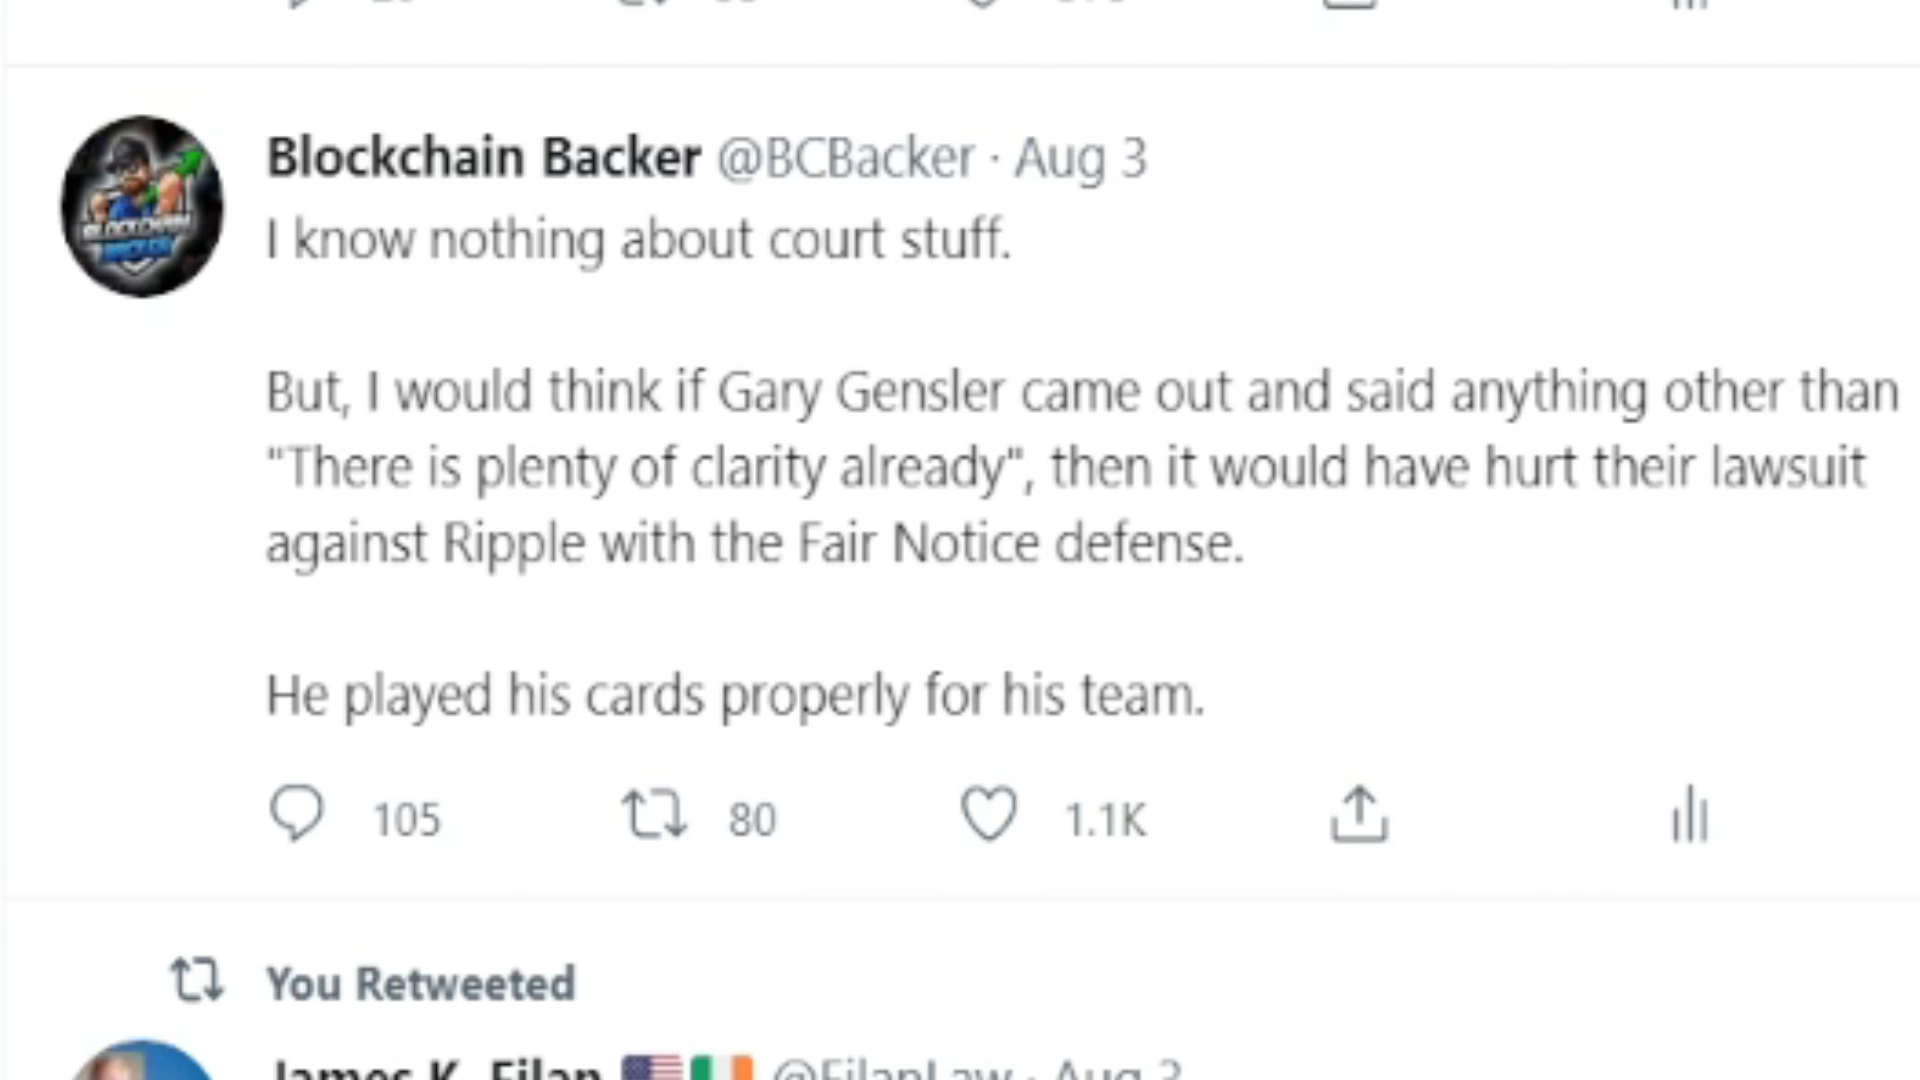 Blockchain Backer @BCBacker · Aug 3
I know nothing about court stuff.
But, I would think if Gary Gensler came out and said anything other than
"There is plenty of clarity already", then it would have hurt their lawsuit
against Ripple with the Fair Notice defense.
He played his cards properly for his team.
105 80 1.1K
You Retweeted
James K. Filan @FilanLaw · Aug 3